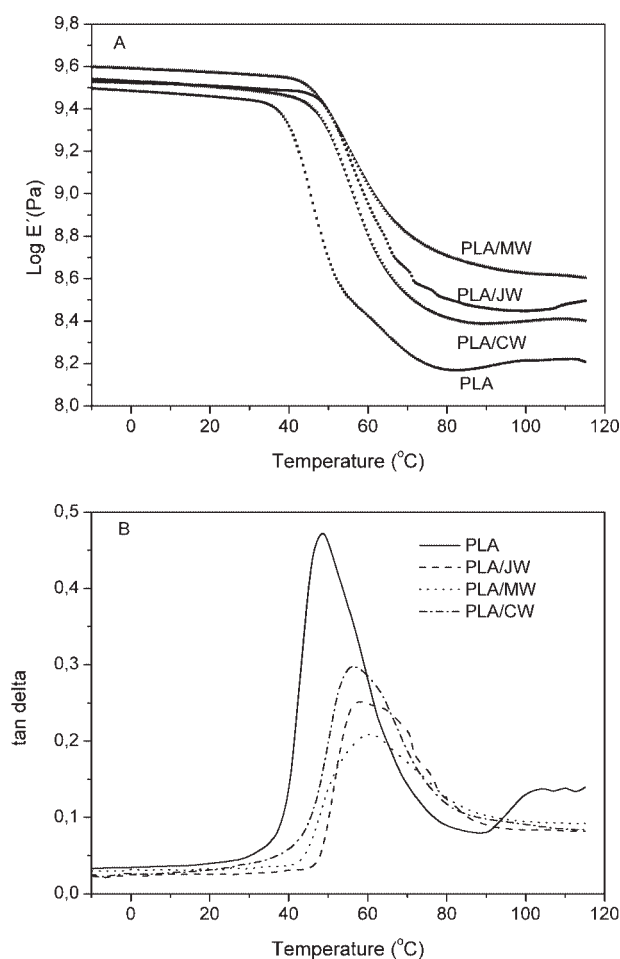 A
9,8
9,6
9,4
9,2
9,0
8,8
8,6
8,4
8,2
8,0
Log E´(Pa)
PLA/MW
PLA/JW
PLA/CW
PLA
0 20 40 60 80 100 120
Temperature (°C)
B
0,5
0,4
0,3
0,2
0,1
0,0
tan delta
PLA
PLA/JW
PLA/MW
PLA/CW
0 20 40 60 80 100 120
Temperature (°C)